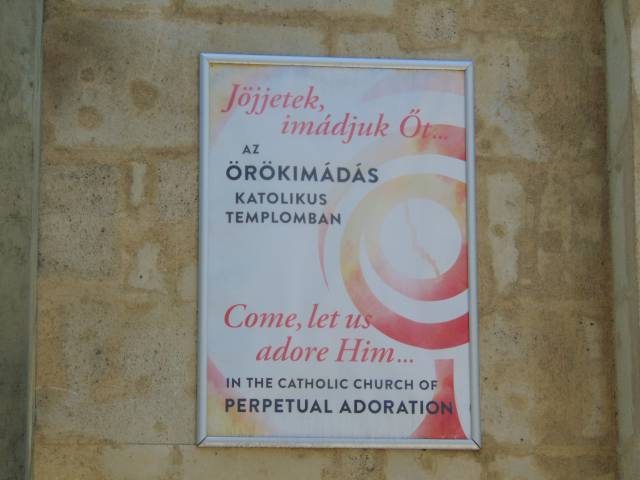 Jöjjetek,
imádjuk Őt...
AZ
ÖRÖKIMÁDÁS
KATOLIKUS
TEMPLOMBAN
Come, let us
adore Him...
IN THE CATHOLIC CHURCH OF
PERPETUAL ADORATION